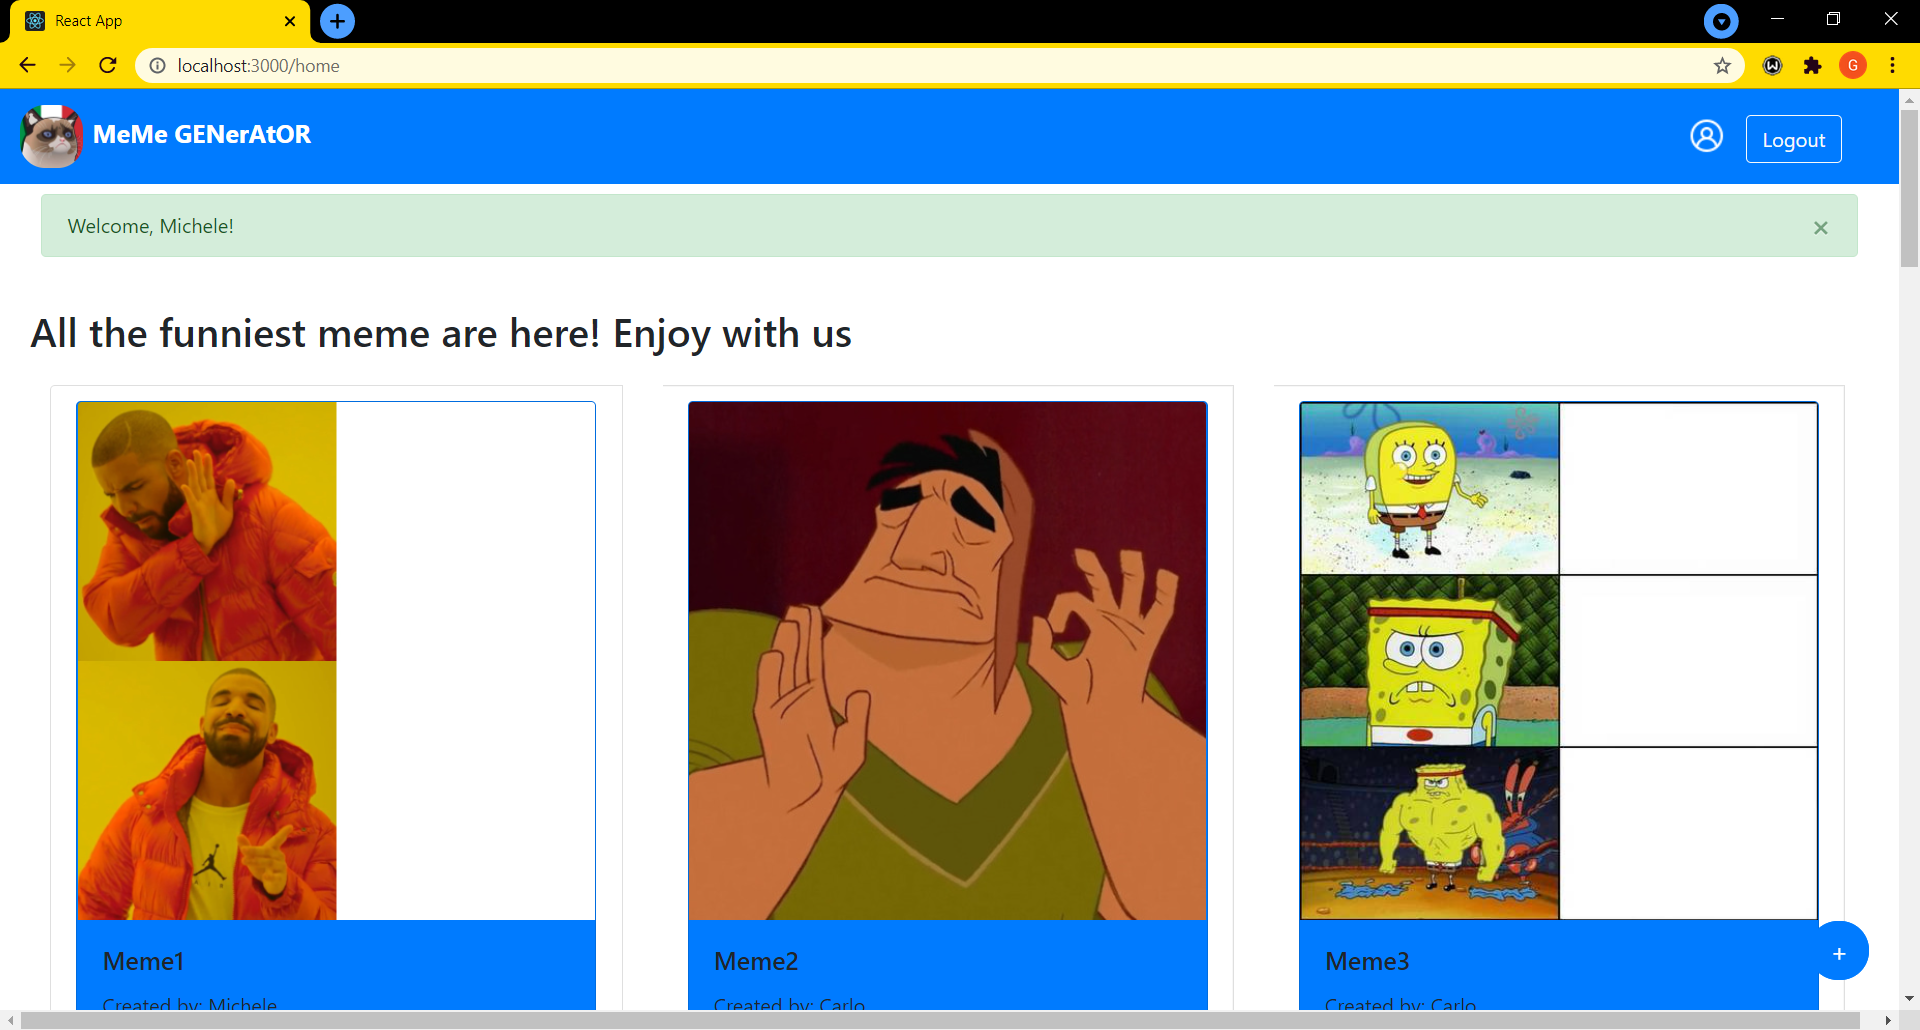 React App
localhost:3000/home
G
MeMe GENerAtOR
Logout
Welcome, Michele!
×
All the funniest meme are here! Enjoy with us
Meme1
Created by: Michele
Meme2
Created by: Carlo
Meme3
Created by: Carlo
+